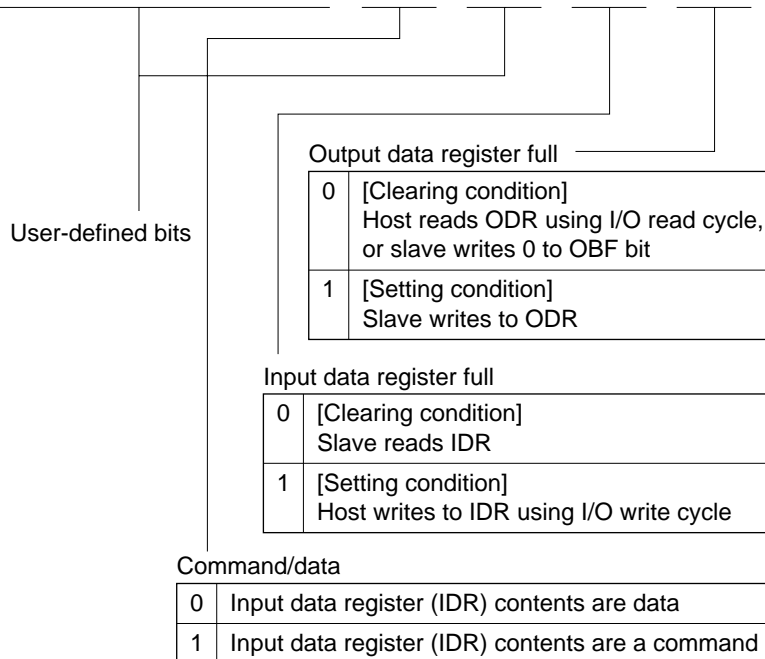 Output data register full
0 [Clearing condition]
Host reads ODR using I/O read cycle,
or slave writes 0 to OBF bit
1 [Setting condition]
Slave writes to ODR
User-defined bits
Input data register full
0 [Clearing condition]
Slave reads IDR
1 [Setting condition]
Host writes to IDR using I/O write cycle
Command/data
0 Input data register (IDR) contents are data
1 Input data register (IDR) contents are a command